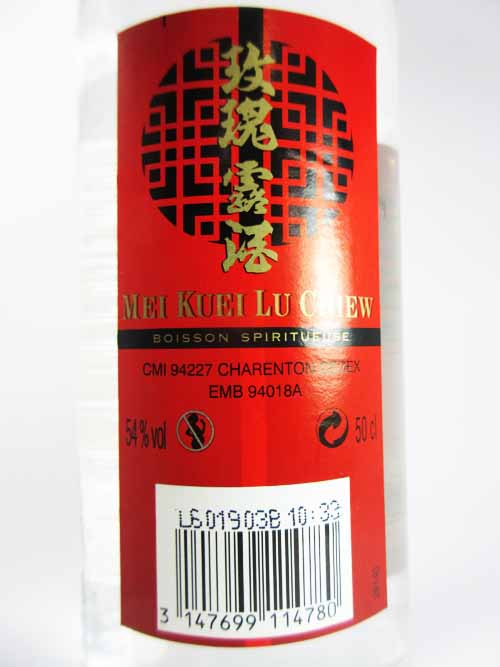 玫瑰露酒
MEI KUEI LU CHIEW
BOISSON SPIRITUEUSE
CMI 94227 CHARENTON CEDEX
EMB 94018A
54 % vol
50 cl
L601903B 10:33
3 147699 114780